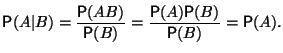 P(A|B) = P(AB)/P(B) = P(A)P(B)/P(B) = P(A).